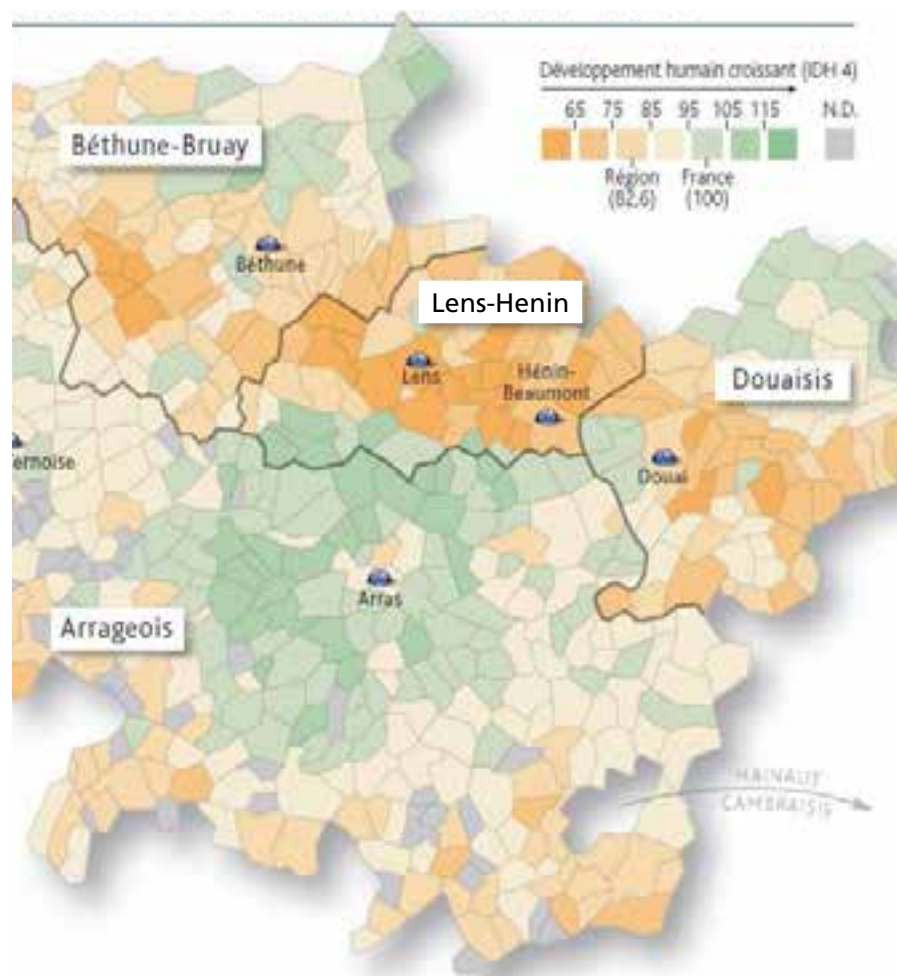 Développement humain croissant (IDH 4)
65 75 85 95 105 115 N.D.
Région
(82,6)
France
(100)
Béthune-Bruay
Béthune
Lens-Henin
Lens
Hénin-
Beaumont
Douaisis
Douai
ernoise
Arras
Arrageois
HAINAUT
CAMBRAISIS